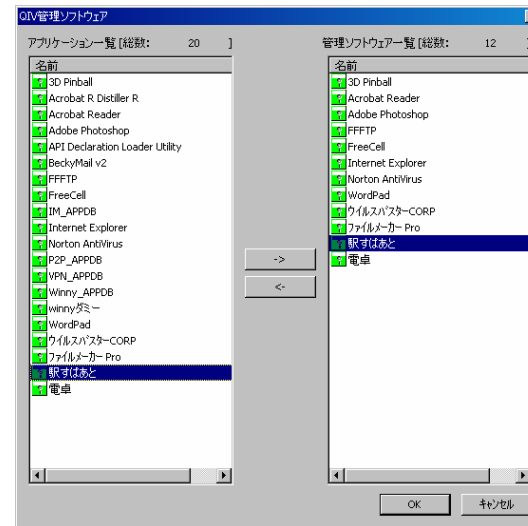 QIV管理ソフトウェア
アプリケーション一覧 [総数: 20 ]
名前
3D Pinball
Acrobat R Distiller R
Acrobat Reader
Adobe Photoshop
API Declaration Loader Utility
BeckyMail v2
FFFTP
FreeCell
IM_APPDB
Internet Explorer
Norton AntiVirus
P2P_APPDB
VPN_APPDB
Winny_APPDB
winnyダミー
WordPad
ウイルスバスターCORP
ファイルメーカー Pro
駅すぱあと
電卓
->
<-
管理ソフトウェア一覧 [総数: 12 ]
名前
3D Pinball
Acrobat Reader
Adobe Photoshop
FFFTP
FreeCell
Internet Explorer
Norton AntiVirus
WordPad
ウイルスバスターCORP
ファイルメーカー Pro
駅すぱあと
電卓
OK
キャンセル